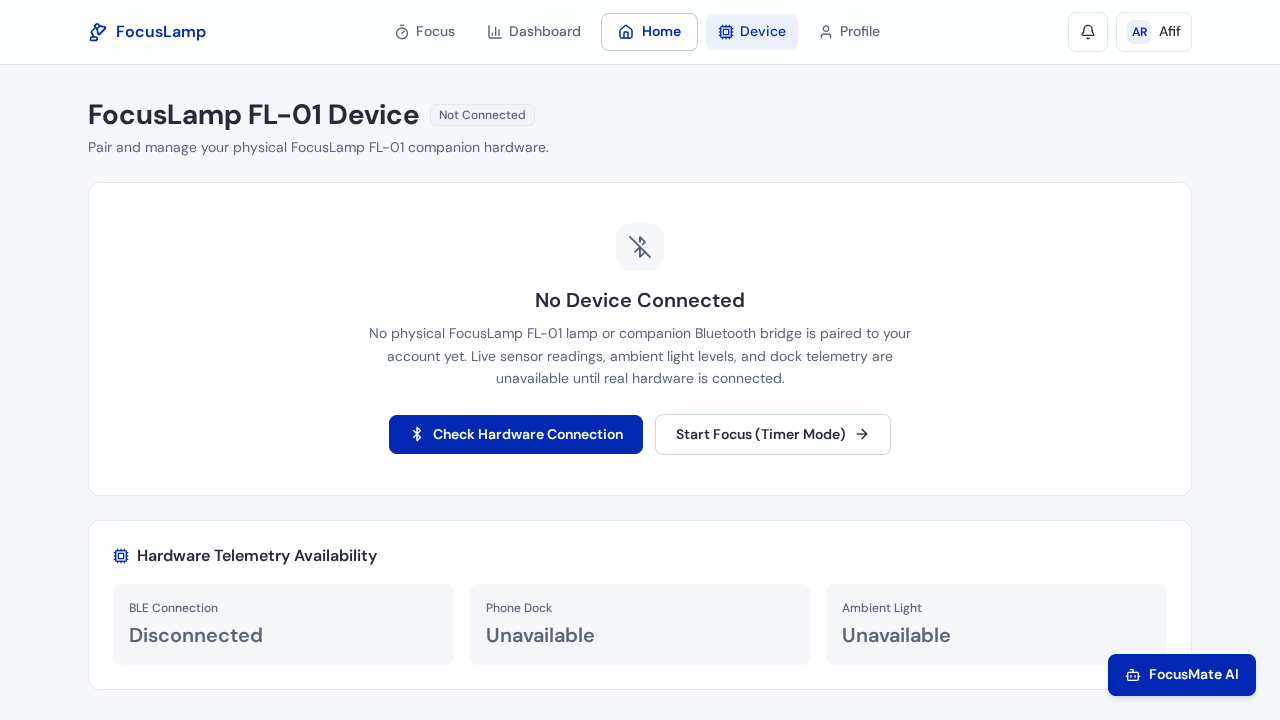 FocusLamp
Focus
Dashboard
Home
Device
Profile
AR
Afif
FocusLamp FL-01 Device
Not Connected
Pair and manage your physical FocusLamp FL-01 companion hardware.
No Device Connected
No physical FocusLamp FL-01 lamp or companion Bluetooth bridge is paired to your
account yet. Live sensor readings, ambient light levels, and dock telemetry are
unavailable until real hardware is connected.
Check Hardware Connection
Start Focus (Timer Mode)
Hardware Telemetry Availability
BLE Connection
Disconnected
Phone Dock
Unavailable
Ambient Light
Unavailable
FocusMate AI